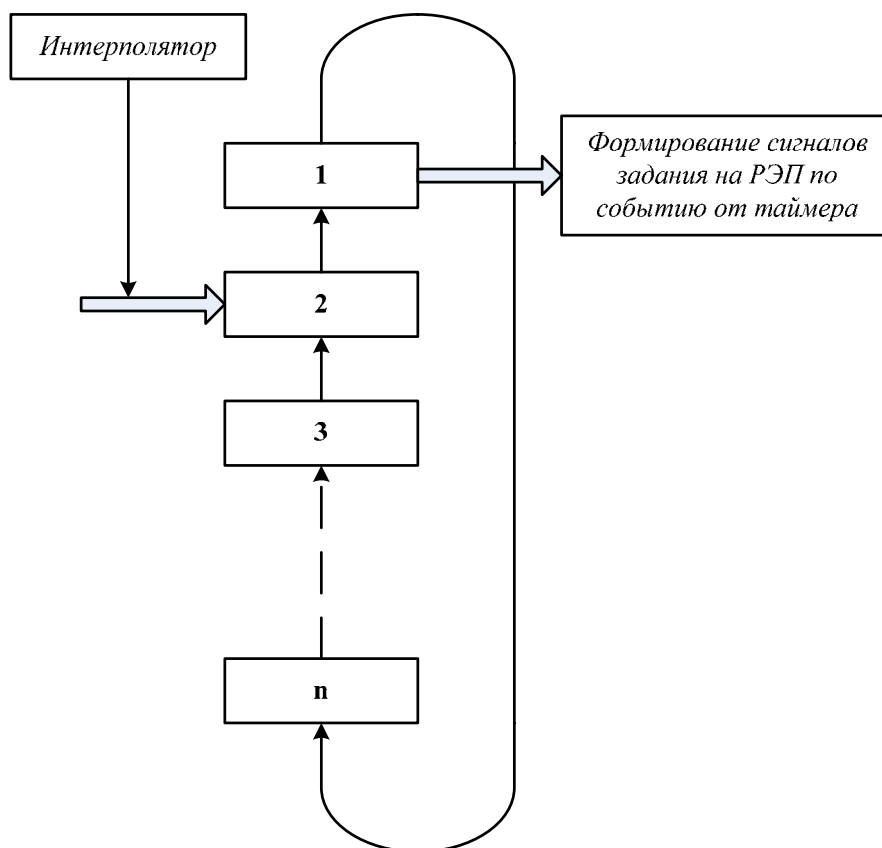 Интерполятор
Формирование сигналов
задания на РЭП по
событию от таймера
1
2
3
n